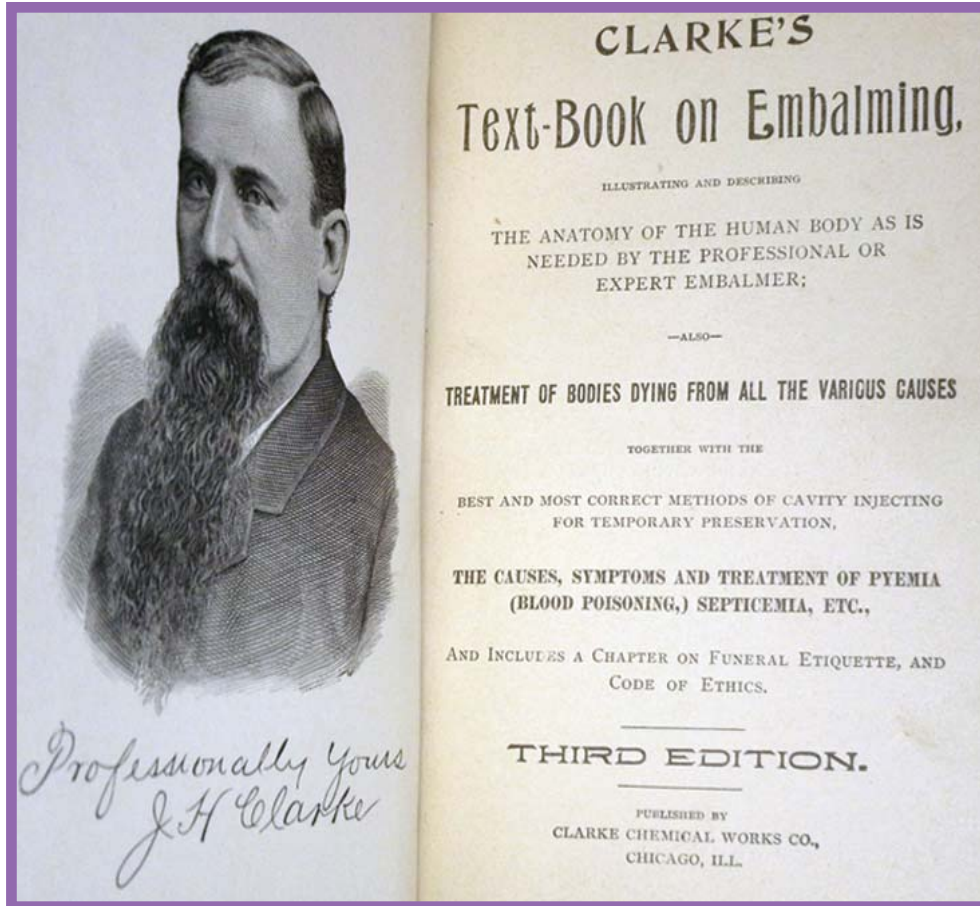 Professionally Yours
J H Clarke
CLARKE'S
Text-Book on Embalming,
ILLUSTRATING AND DESCRIBING
THE ANATOMY OF THE HUMAN BODY AS IS
NEEDED BY THE PROFESSIONAL OR
EXPERT EMBALMER;
—ALSO—
TREATMENT OF BODIES DYING FROM ALL THE VARIOUS CAUSES
TOGETHER WITH THE
BEST AND MOST CORRECT METHODS OF CAVITY INJECTING
FOR TEMPORARY PRESERVATION,
THE CAUSES, SYMPTOMS AND TREATMENT OF PYEMIA
(BLOOD POISONING,) SEPTICEMIA, ETC.,
AND INCLUDES A CHAPTER ON FUNERAL ETIQUETTE, AND
CODE OF ETHICS.
THIRD EDITION.
PUBLISHED BY
CLARKE CHEMICAL WORKS CO.,
CHICAGO, ILL.